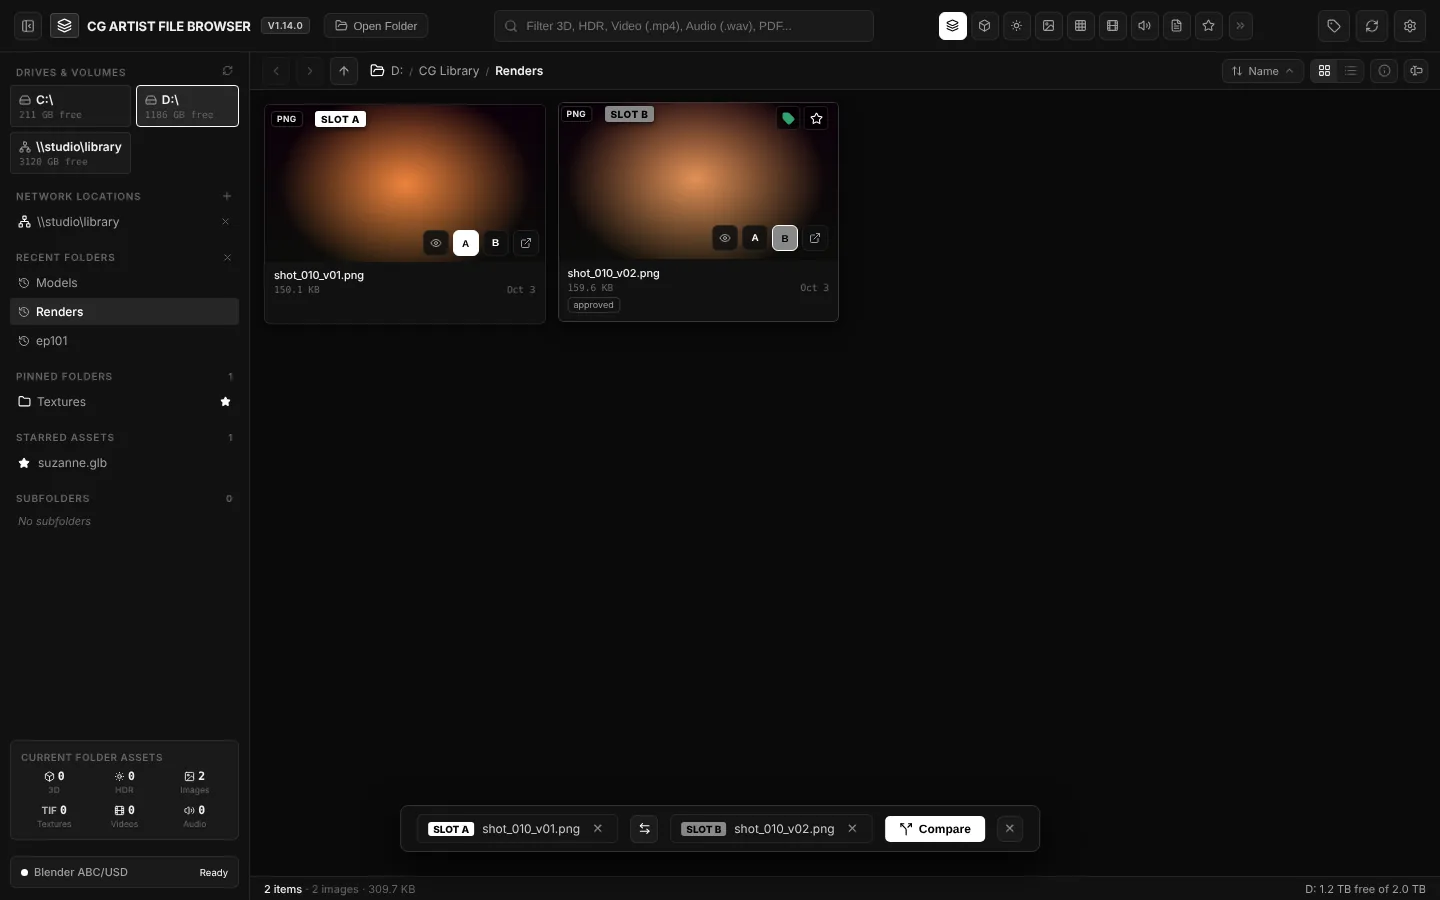 CG ARTIST FILE BROWSER V1.14.0 Open Folder Filter 3D, HDR, Video (.mp4), Audio (.wav), PDF...
DRIVES & VOLUMES
C:\ D:\
211 GB free 1186 GB free
\\studio\library
3120 GB free
NETWORK LOCATIONS
\\studio\library
RECENT FOLDERS
Models
Renders
ep101
PINNED FOLDERS 1
Textures
STARRED ASSETS 1
suzanne.glb
SUBFOLDERS 0
No subfolders
CURRENT FOLDER ASSETS
0 0 2
3D HDR Images
TIF 0 0 0
Textures Videos Audio
Blender ABC/USD Ready
D: / CG Library / Renders Name
PNG SLOT A
A B
shot_010_v01.png
150.1 KB Oct 3
PNG SLOT B
A B
shot_010_v02.png
159.6 KB Oct 3
approved
SLOT A shot_010_v01.png SLOT B shot_010_v02.png Compare
2 items · 2 images · 309.7 KB D: 1.2 TB free of 2.0 TB